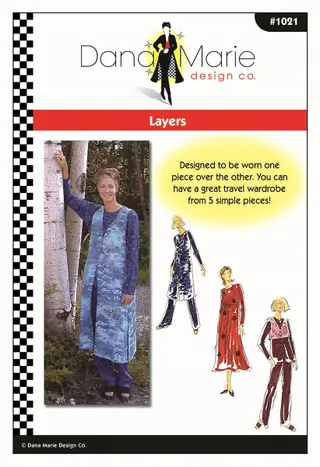 #1021
Dana Marie
design co.
Layers
Designed to be worn one
piece over the other. You can
have a great travel wardrobe
from 5 simple pieces!
© Dana Marie Design Co.